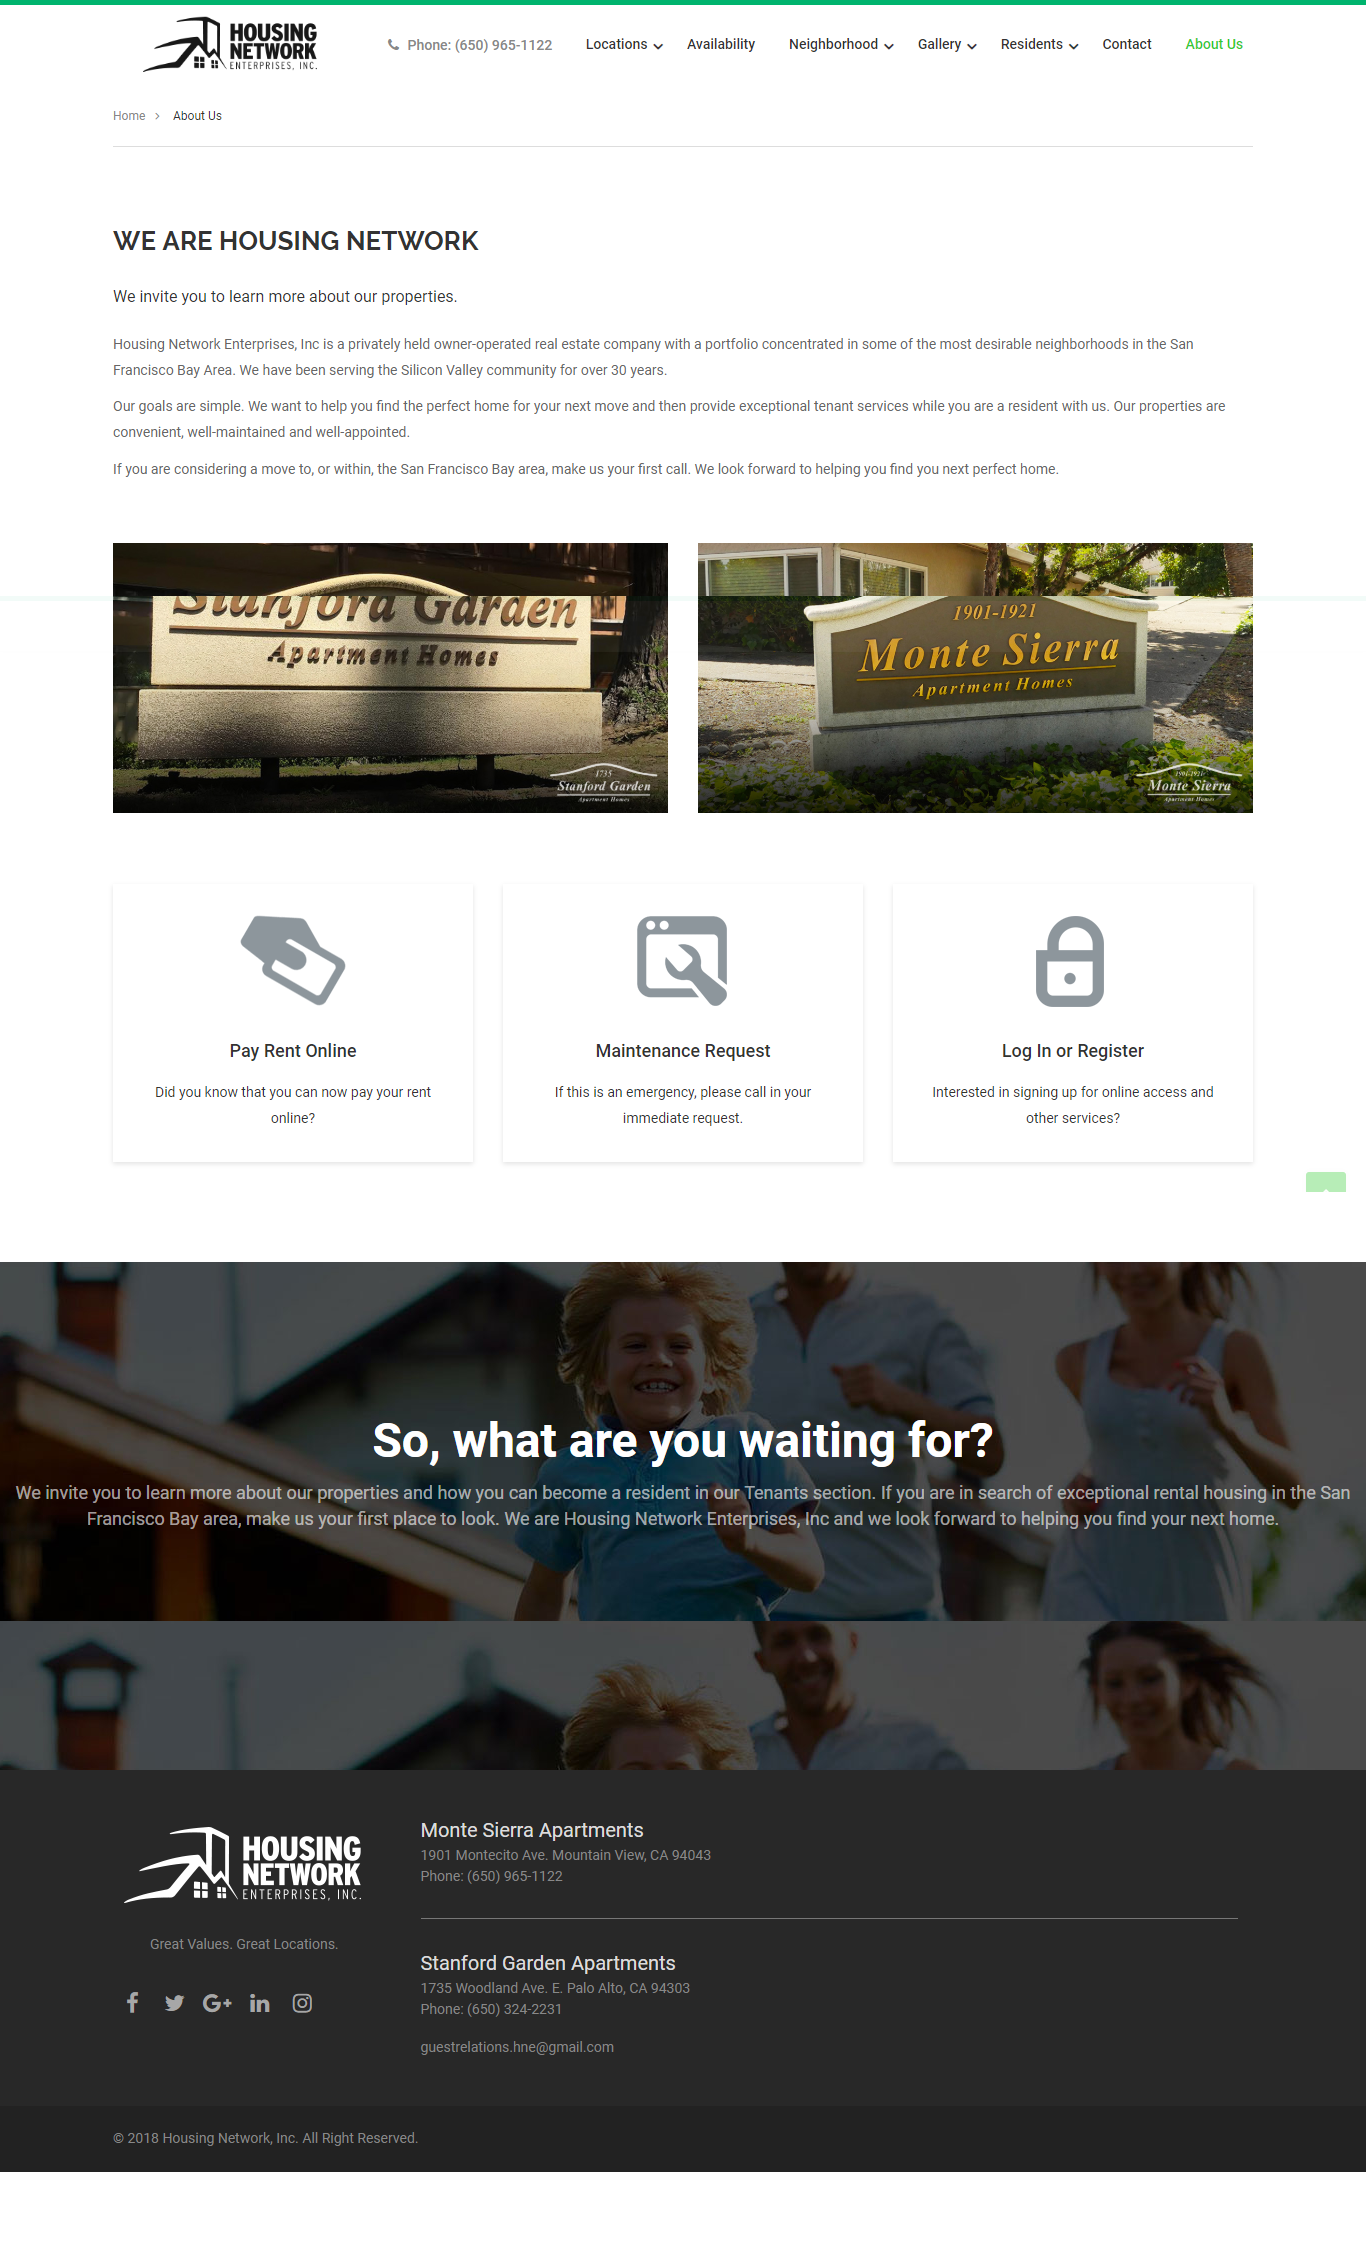 HOUSING
NETWORK
ENTERPRISES, INC.
Phone: (650) 965-1122
Locations
Availability
Neighborhood
Gallery
Residents
Contact
About Us
Home
About Us
WE ARE HOUSING NETWORK
We invite you to learn more about our properties.
Housing Network Enterprises, Inc is a privately held owner-operated real estate company with a portfolio concentrated in some of the most desirable neighborhoods in the San
Francisco Bay Area. We have been serving the Silicon Valley community for over 30 years.
Our goals are simple. We want to help you find the perfect home for your next move and then provide exceptional tenant services while you are a resident with us. Our properties are
convenient, well-maintained and well-appointed.
If you are considering a move to, or within, the San Francisco Bay area, make us your first call. We look forward to helping you find you next perfect home.
Stanford Garden
Apartment Homes
1735
Stanford Garden
Apartment Homes
1901-1921
Monte Sierra
Apartment Homes
1901-1921
Monte Sierra
Apartment Homes
Pay Rent Online
Did you know that you can now pay your rent
online?
Maintenance Request
If this is an emergency, please call in your
immediate request.
Log In or Register
Interested in signing up for online access and
other services?
So, what are you waiting for?
We invite you to learn more about our properties and how you can become a resident in our Tenants section. If you are in search of exceptional rental housing in the San
Francisco Bay area, make us your first place to look. We are Housing Network Enterprises, Inc and we look forward to helping you find your next home.
HOUSING
NETWORK
ENTERPRISES, INC.
Great Values. Great Locations.
Monte Sierra Apartments
1901 Montecito Ave. Mountain View, CA 94043
Phone: (650) 965-1122
Stanford Garden Apartments
1735 Woodland Ave. E. Palo Alto, CA 94303
Phone: (650) 324-2231
guestrelations.hne@gmail.com
© 2018 Housing Network, Inc. All Right Reserved.